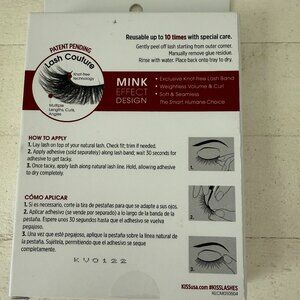 Reusable up to 10 times with special care.
Gently peel off lash starting from outer corner.
Manually remove glue residue.
Rinse with water. Place back to lash bed.
PATENT PENDING
Lash Couture
Knot-free
technology
Multiple
Lengths, Curls,
Angles
MINK
EFFECT
DESIGN
• Exclusive Knot-free Lash Band
• Weightless Volume & Curl
• Soft & Seamless
The Smart Humane Choice
HOW TO APPLY
1. Lay lash on top of your natural lash. Check fit; trim if needed.
2. Apply adhesive (sold separately) along lash band; wait 30 seconds for
adhesive to get tacky.
3. Once tacky, apply lash along natural lash line. Hold, allowing adhesive
to dry completely.
CÓMO APLICAR
1. Si es necesario, corte la tira de pestañas para que se adapte a sus ojos.
2. Aplicar adhesivo (se vende por separado) a lo largo de la banda de la
pestaña. Espere unos 30 segundos hasta que el adhesivo se vuelva
pegajoso.
3. Una vez que esté pegajoso, aplique la pestaña sobre la línea natural de
la pestaña. Sujétela, permitiendo que el adhesivo se seque
completamente.
1.
2.
3.
KV0122
KISSusa.com #KISSLASHES